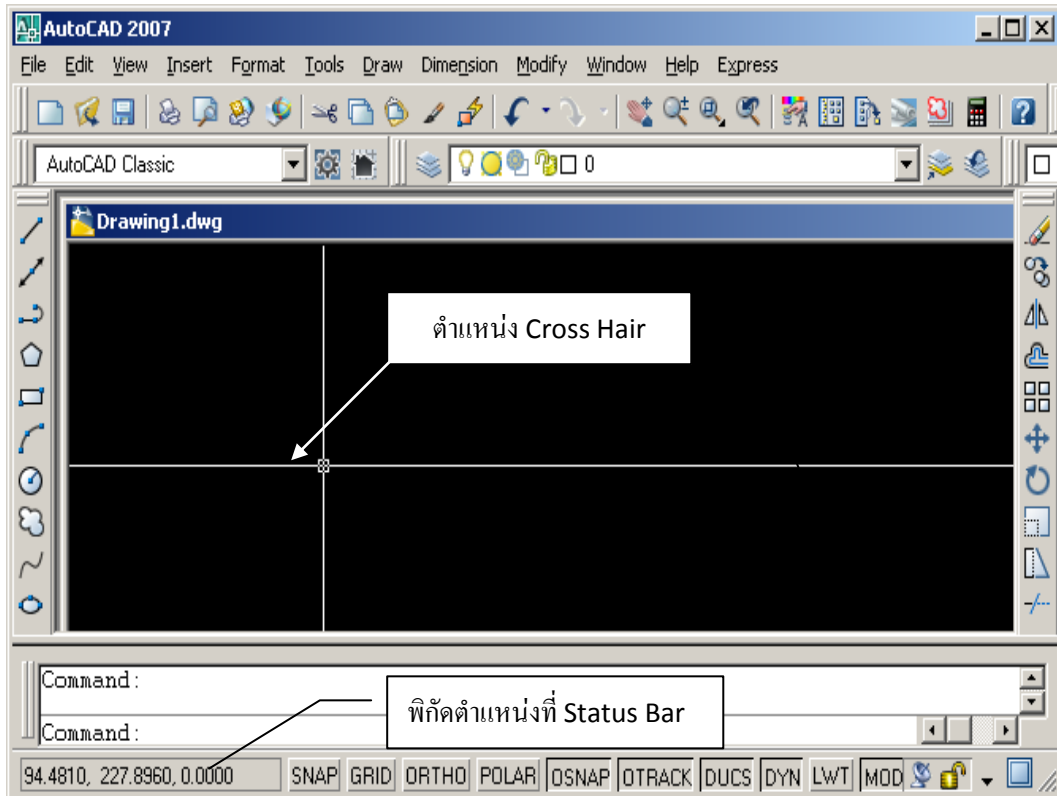 AutoCAD 2007
File Edit View Insert Format Tools Draw Dimension Modify Window Help Express
AutoCAD Classic 0
Drawing1.dwg
ตำแหน่ง Cross Hair
Command:
พิกัดตำแหน่งที่ Status Bar
Command:
94.4810, 227.8960, 0.0000 SNAP GRID ORTHO POLAR OSNAP OTRACK DUCS DYN LWT MOD